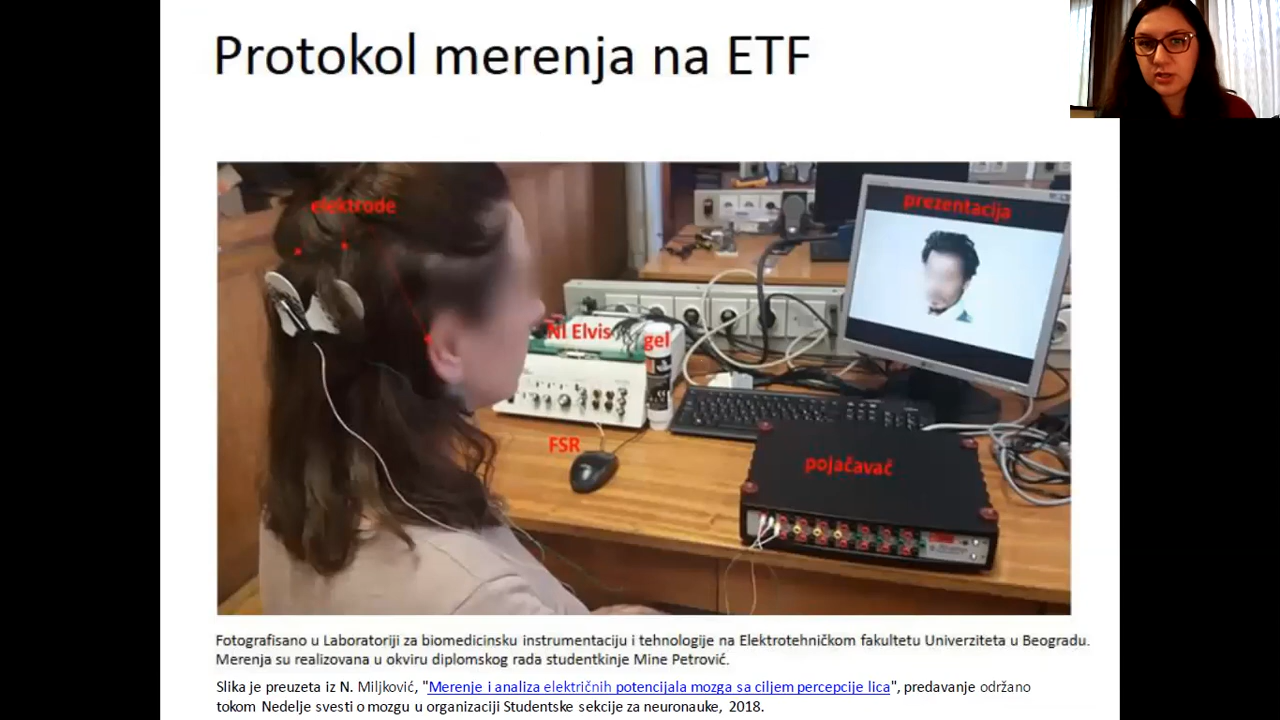 Protokol merenja na ETF
elektrode
prezentacija
NI Elvis
gel
FSR
pojačavač
Fotografisano u Laboratoriji za biomedicinsku instrumentaciju i tehnologije na Elektrotehničkom fakultetu Univerziteta u Beogradu.
Merenja su realizovana u okviru diplomskog rada studentkinje Mine Petrović.
Slika je preuzeta iz N. Miljković, "Merenje i analiza električnih potencijala mozga sa ciljem percepcije lica", predavanje održano
tokom Nedelje svesti o mozgu u organizaciji Studentske sekcije za neuronauke, 2018.